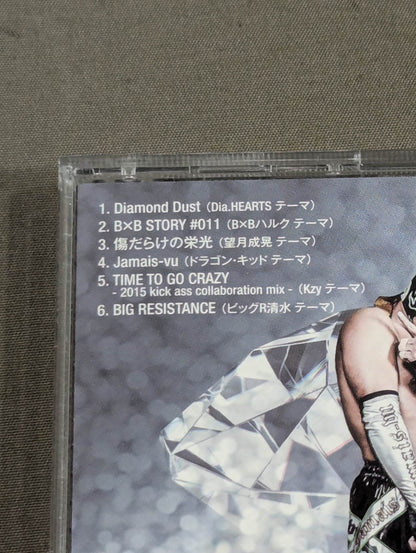 1. Diamond Dust（Dia.HEARTS テーマ）
2. B×B STORY #011（B×Bハルク テーマ）
3. 傷だらけの栄光（望月成晃 テーマ）
4. Jamais-vu（ドラゴン・キッド テーマ）
5. TIME TO GO CRAZY
- 2015 kick ass collaboration mix -（Kzy テーマ）
6. BIG RESISTANCE（ビッグR清水 テーマ）